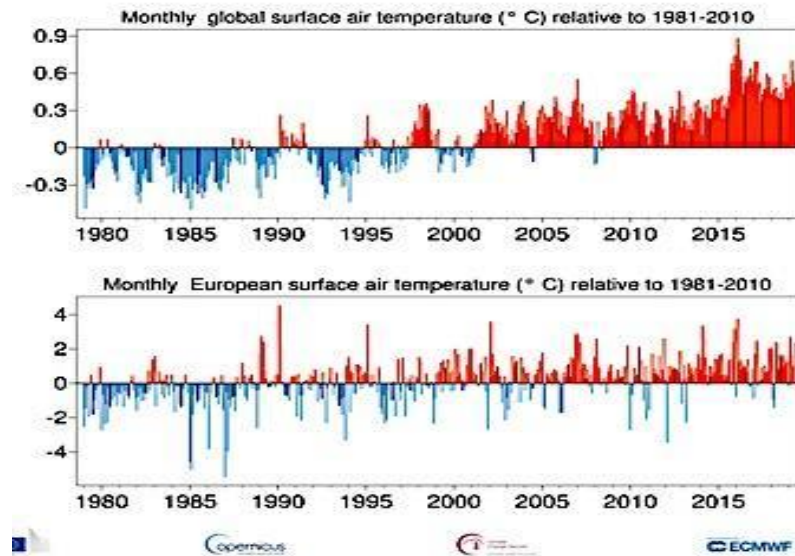 Monthly global surface air temperature (° C) relative to 1981-2010
0.9
0.6
0.3
0
-0.3
1980 1985 1990 1995 2000 2005 2010 2015
Monthly European surface air temperature (° C) relative to 1981-2010
4
2
0
-2
-4
1980 1985 1990 1995 2000 2005 2010 2015
opernicus
ECMWF